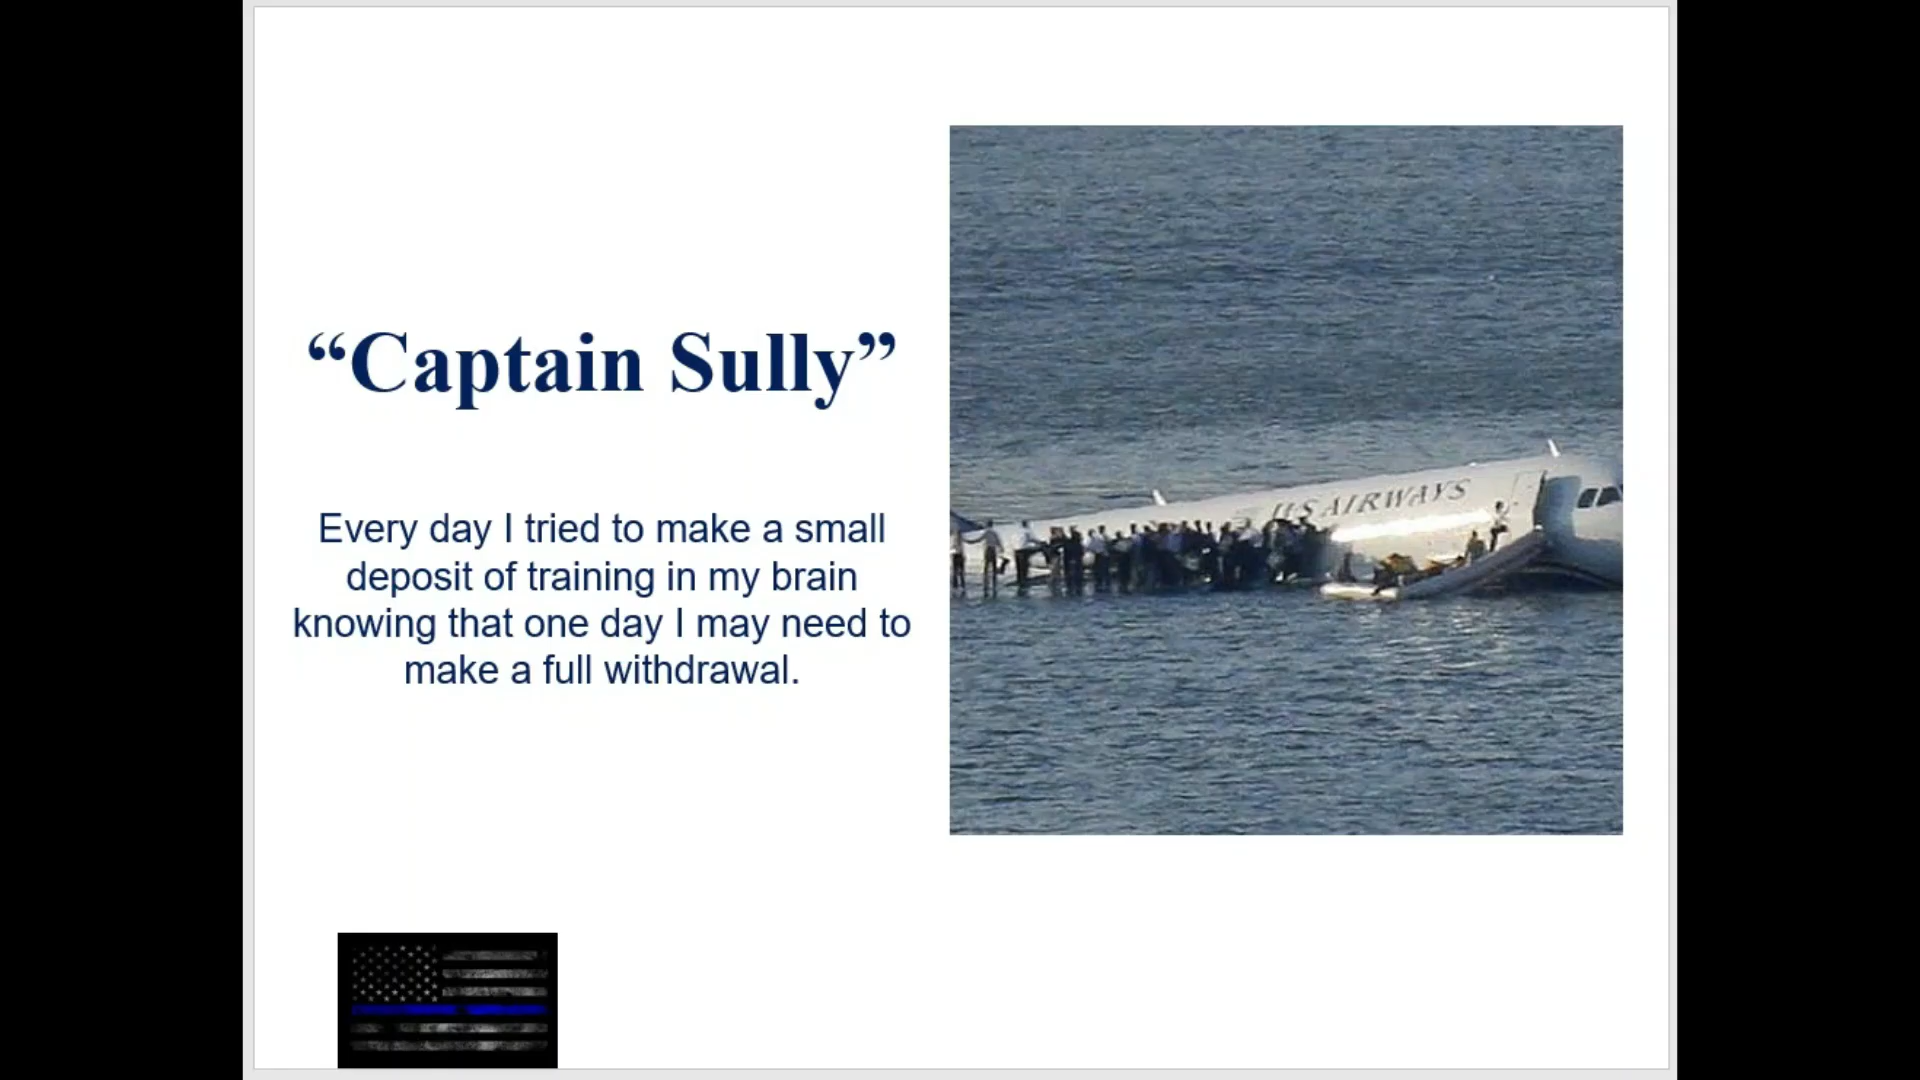 “Captain Sully”
Every day I tried to make a small
deposit of training in my brain
knowing that one day I may need to
make a full withdrawal.
US AIRWAYS